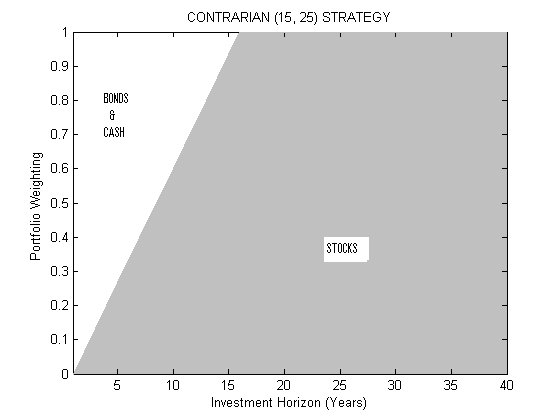 CONTRARIAN (15, 25) STRATEGY
1
0.9
0.8
0.7
0.6
0.5
0.4
0.3
0.2
0.1
0
BONDS
&
CASH
STOCKS
Portfolio Weighting
5 10 15 20 25 30 35 40
Investment Horizon (Years)